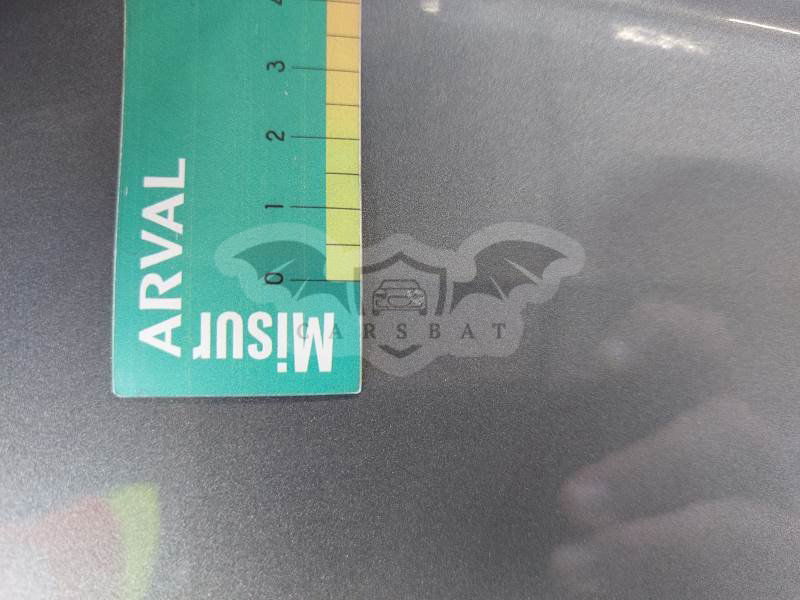 ARVAL
Misur
0 1 2 3
CARSBAT